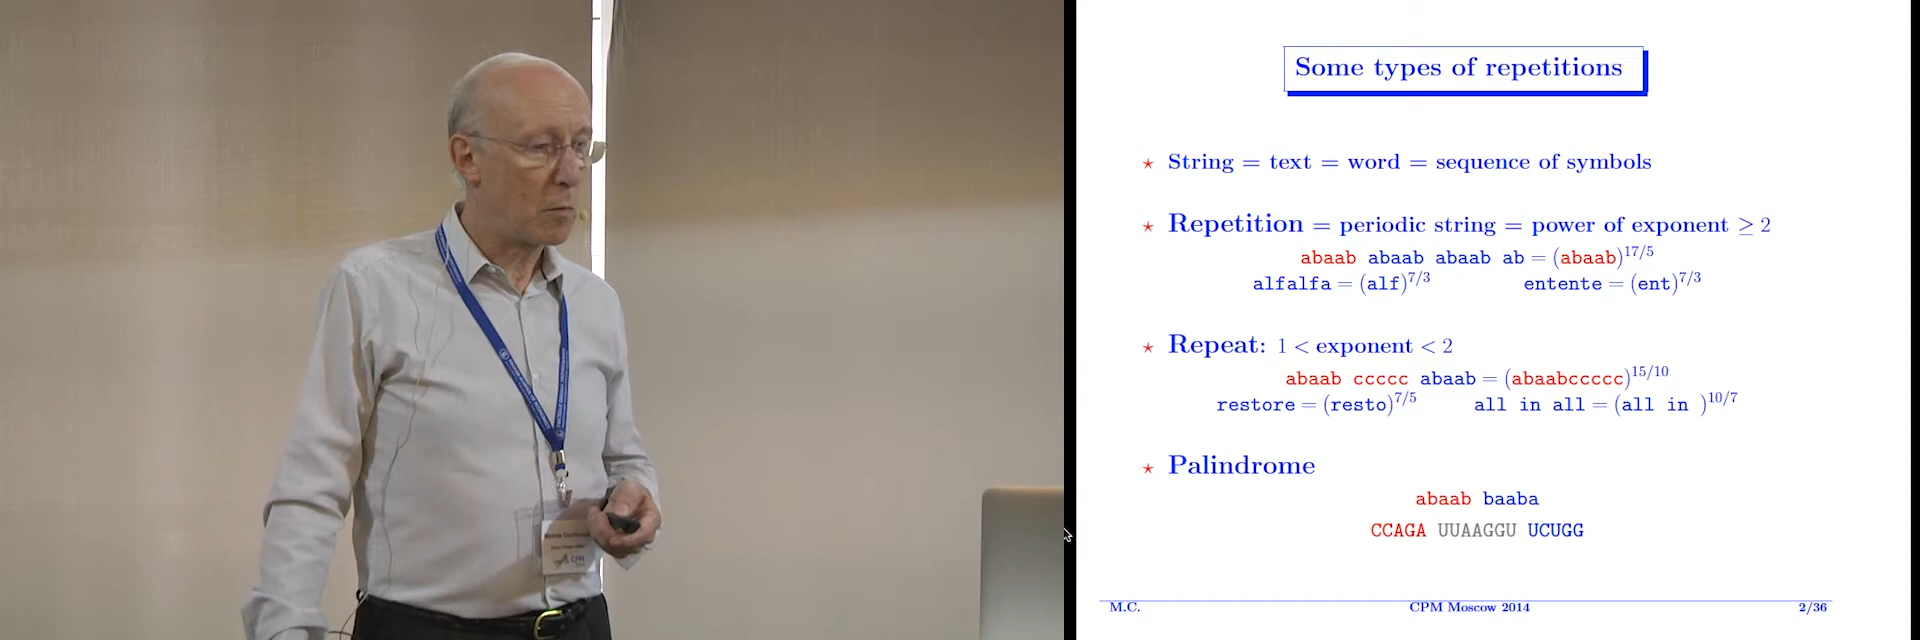 Some types of repetitions
⋆ String = text = word = sequence of symbols
⋆ Repetition = periodic string = power of exponent ≥ 2
abaab abaab abaab ab = (abaab)^17/5
alfalfa = (alf)^7/3 entente = (ent)^7/3
⋆ Repeat: 1 < exponent < 2
abaab ccccc abaab = (abaabccccc)^15/10
restore = (resto)^7/5 all in all = (all in )^10/7
⋆ Palindrome
abaab baaba
CCAGA UUAAGGU UCUGG
M.C. CPM Moscow 2014 2/36
CPM